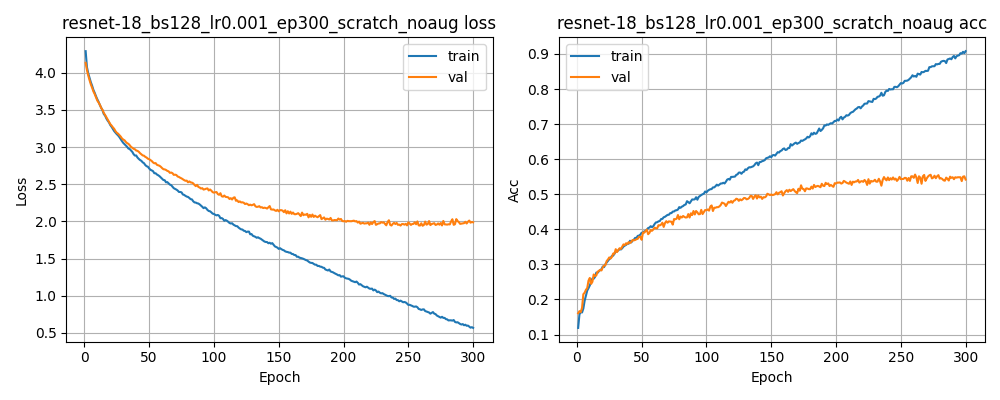 resnet-18_bs128_lr0.001_ep300_scratch_noaug loss
train
val
4.0
3.5
3.0
2.5
2.0
1.5
1.0
0.5
Loss
0 50 100 150 200 250 300
Epoch
resnet-18_bs128_lr0.001_ep300_scratch_noaug acc
train
val
0.9
0.8
0.7
0.6
0.5
0.4
0.3
0.2
0.1
Acc
0 50 100 150 200 250 300
Epoch